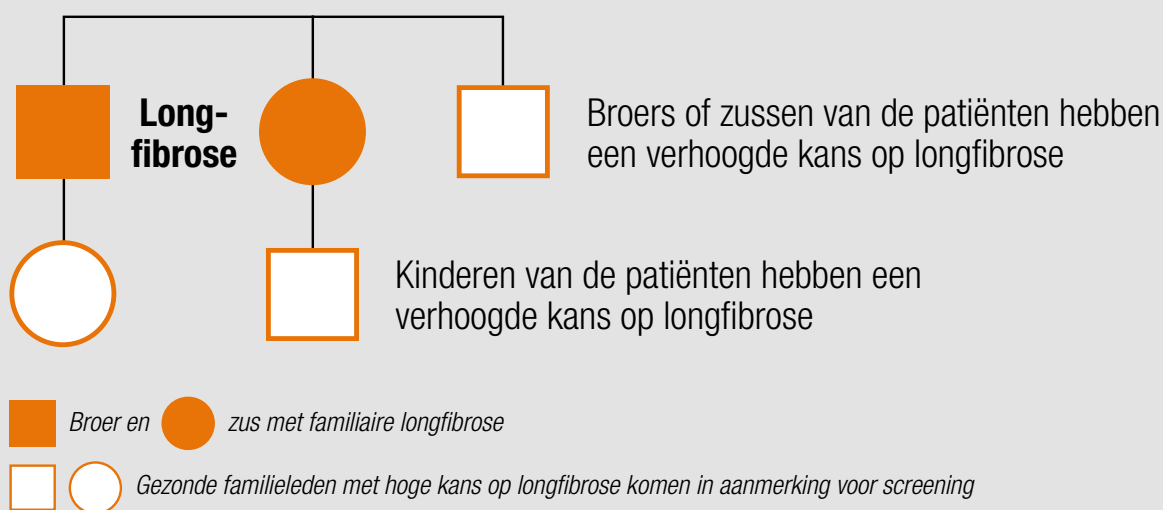 Long-
fibrose
Broers of zussen van de patiënten hebben
een verhoogde kans op longfibrose
Kinderen van de patiënten hebben een
verhoogde kans op longfibrose
Broer en zus met familiaire longfibrose
Gezonde familieleden met hoge kans op longfibrose komen in aanmerking voor screening